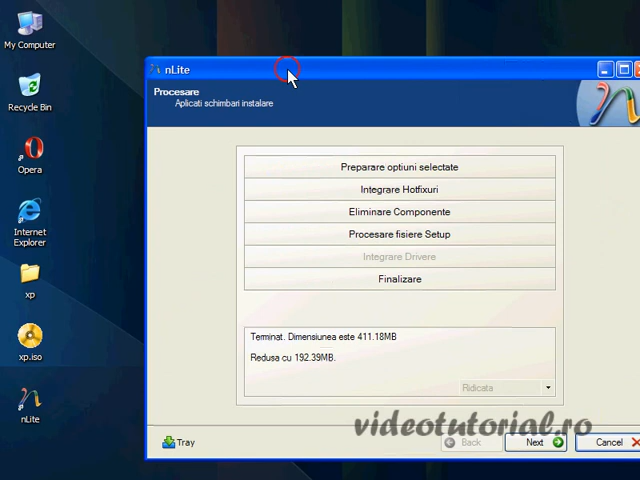 My Computer
Recycle Bin
Opera
Internet
Explorer
xp
xp.iso
nLite
nLite
Procesare
Aplicati schimbari instalare
Preparare optiuni selectate
Integrare Hotfixuri
Eliminare Componente
Procesare fisiere Setup
Integrare Drivere
Finalizare
Terminat. Dimensiunea este 411.18MB
Redusa cu 192.39MB.
Ridicata
videotutorial.ro
Tray
Back
Next
Cancel